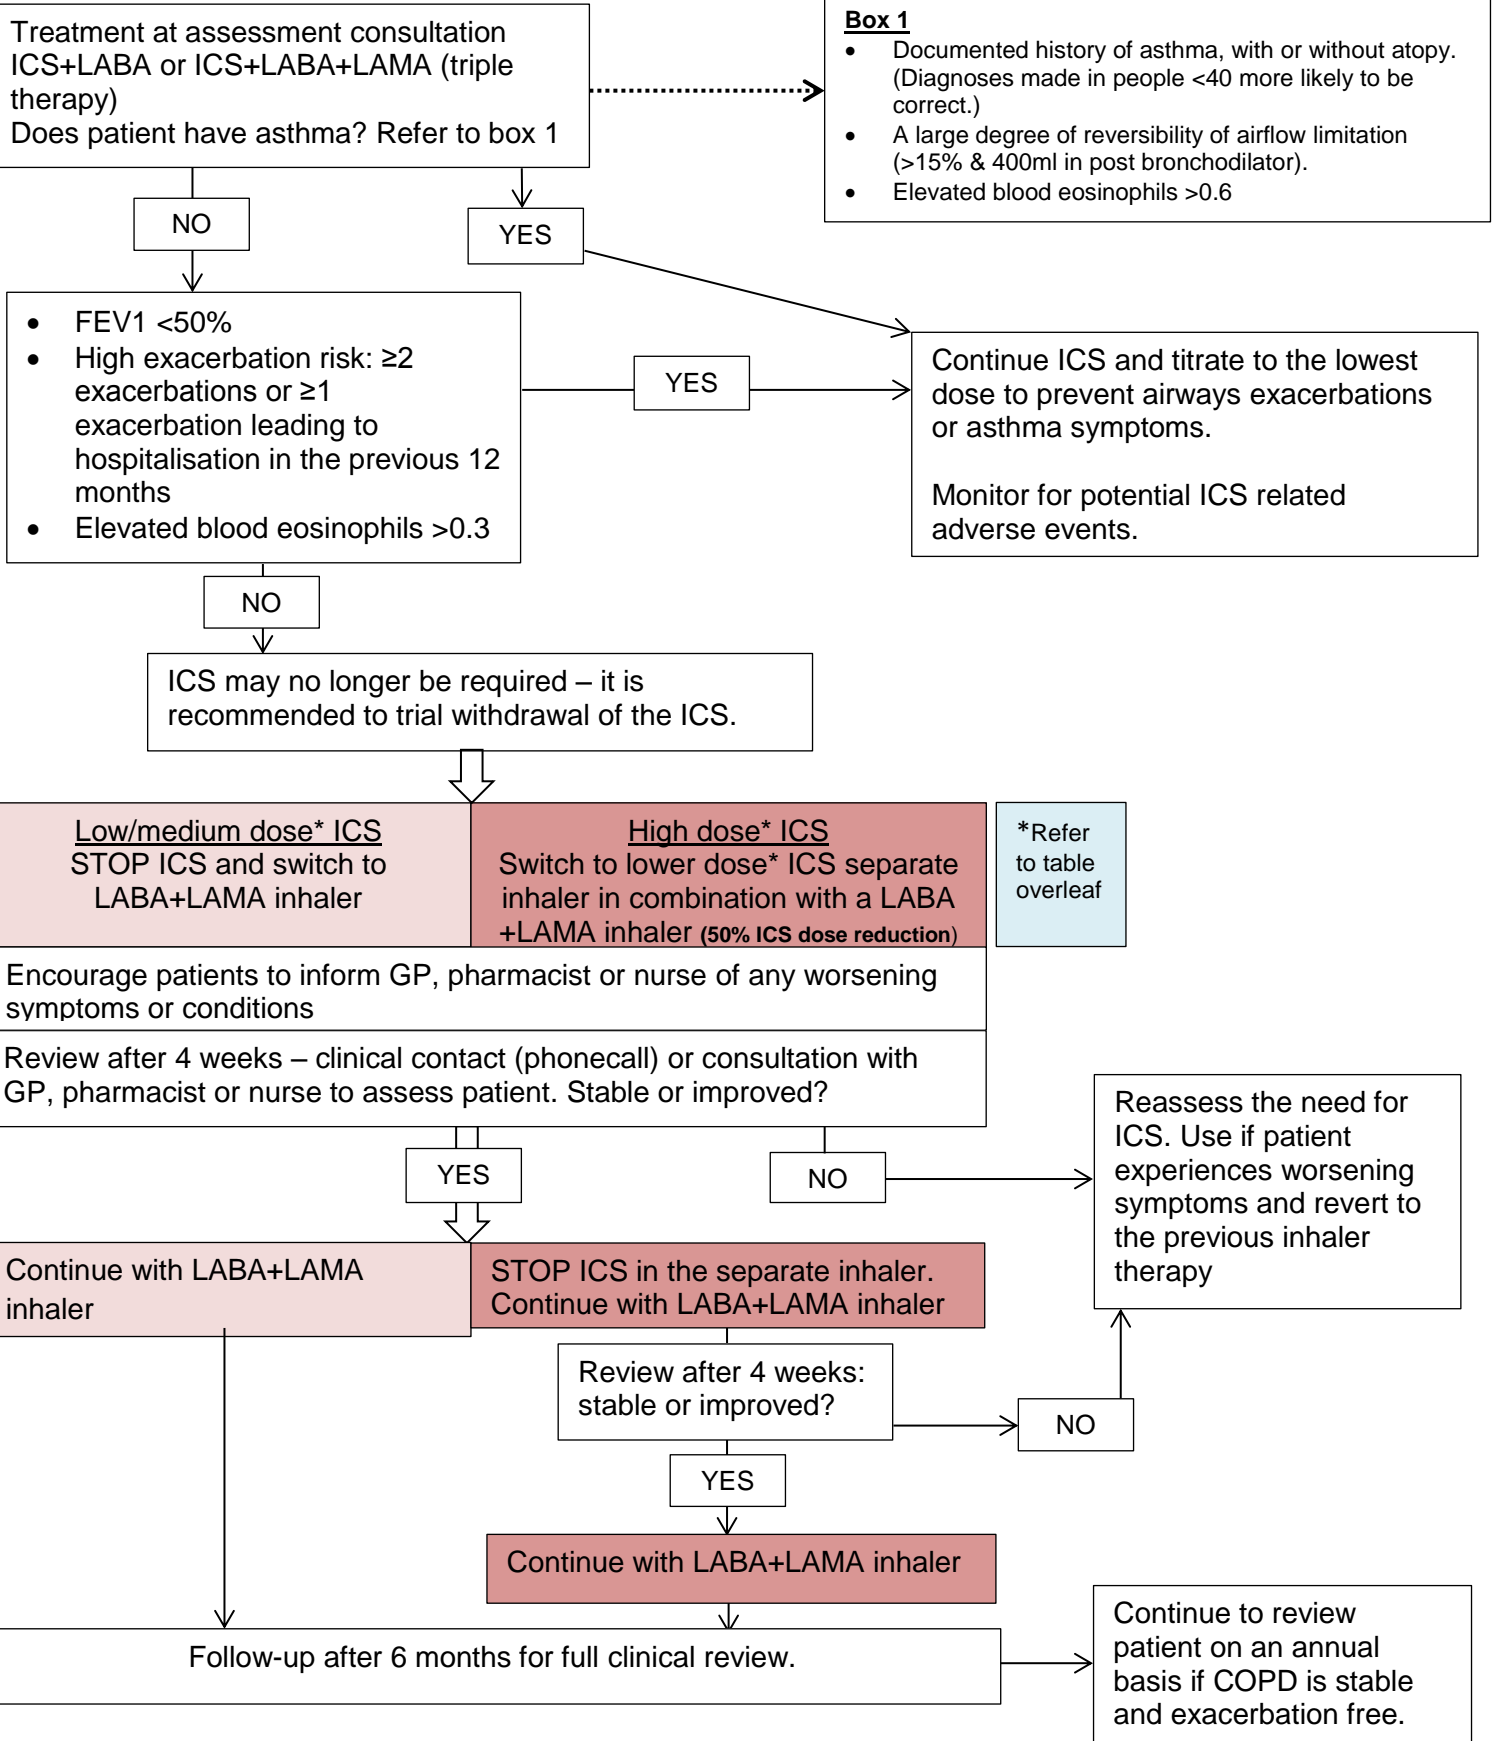 Treatment at assessment consultation
ICS+LABA or ICS+LABA+LAMA (triple
therapy)
Does patient have asthma? Refer to box 1
Box 1
• Documented history of asthma, with or without atopy.
(Diagnoses made in people <40 more likely to be
correct.)
• A large degree of reversibility of airflow limitation
(>15% & 400ml in post bronchodilator).
• Elevated blood eosinophils >0.6
NO
YES
• FEV1 <50%
• High exacerbation risk: ≥2
exacerbations or ≥1
exacerbation leading to
hospitalisation in the previous 12
months
• Elevated blood eosinophils >0.3
YES
Continue ICS and titrate to the lowest
dose to prevent airways exacerbations
or asthma symptoms.
Monitor for potential ICS related
adverse events.
NO
ICS may no longer be required – it is
recommended to trial withdrawal of the ICS.
Low/medium dose* ICS
STOP ICS and switch to
LABA+LAMA inhaler
High dose* ICS
Switch to lower dose* ICS separate
inhaler in combination with a LABA
+LAMA inhaler (50% ICS dose reduction)
*Refer
to table
overleaf
Encourage patients to inform GP, pharmacist or nurse of any worsening
symptoms or conditions
Review after 4 weeks – clinical contact (phonecall) or consultation with
GP, pharmacist or nurse to assess patient. Stable or improved?
YES
NO
Reassess the need for
ICS. Use if patient
experiences worsening
symptoms and revert to
the previous inhaler
therapy
Continue with LABA+LAMA
inhaler
STOP ICS in the separate inhaler.
Continue with LABA+LAMA inhaler
Review after 4 weeks:
stable or improved?
NO
YES
Continue with LABA+LAMA inhaler
Follow-up after 6 months for full clinical review.
Continue to review
patient on an annual
basis if COPD is stable
and exacerbation free.